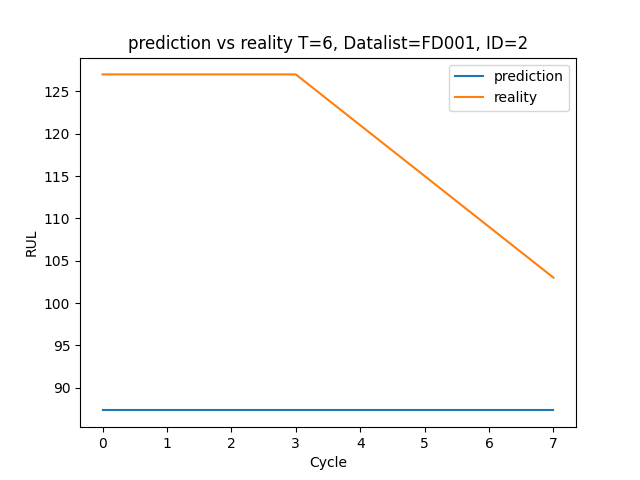 prediction vs reality T=6, Datalist=FD001, ID=2
prediction
reality
125
120
115
110
105
100
95
90
RUL
0 1 2 3 4 5 6 7
Cycle